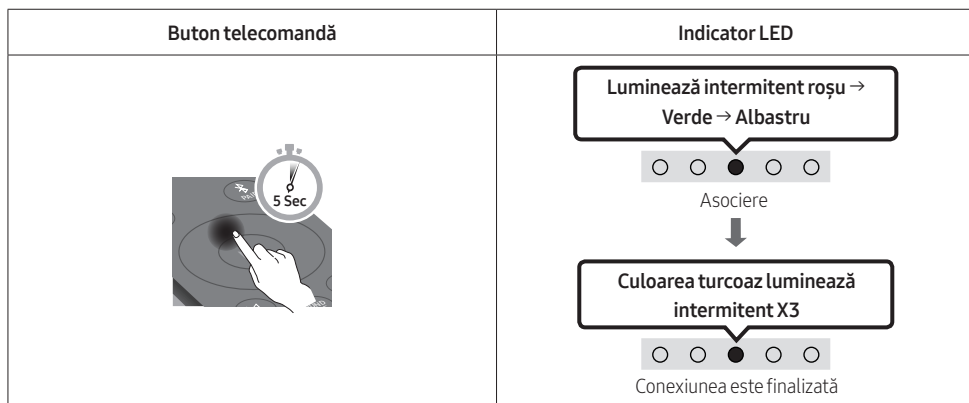 Buton telecomandă
Indicator LED
5 Sec
Luminează intermitent roșu →
Verde → Albastru
Asociere
Culoarea turcoaz luminează
intermitent X3
Conexiunea este finalizată